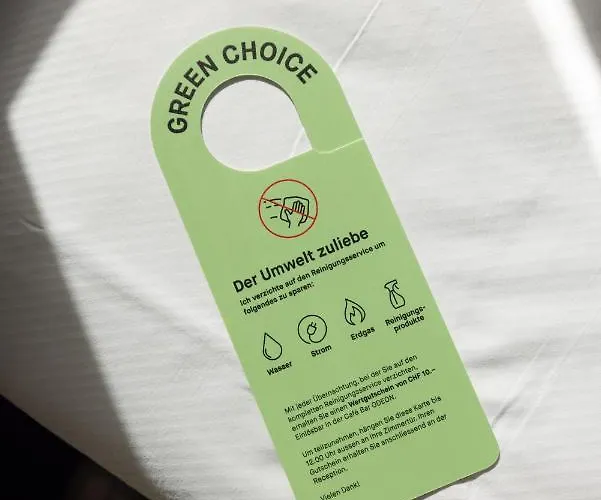 GREEN CHOICE
Der Umwelt zuliebe
Ich verzichte auf den Reinigungsservice um
folgendes zu sparen:
Wasser
Strom
Erdgas
Reinigungs-
produkte
Mit jeder Übernachtung, bei der Sie auf den
kompletten Reinigungsservice verzichten,
erhalten Sie einen Wertgutschein von CHF 10.–
Einlösbar in der Café Bar ODEON.
Um teilzunehmen, hängen Sie diese Karte bis
12.00 Uhr aussen an Ihre Zimmertür. Ihren
Gutschein erhalten Sie anschliessend an der
Reception.
Vielen Dank!